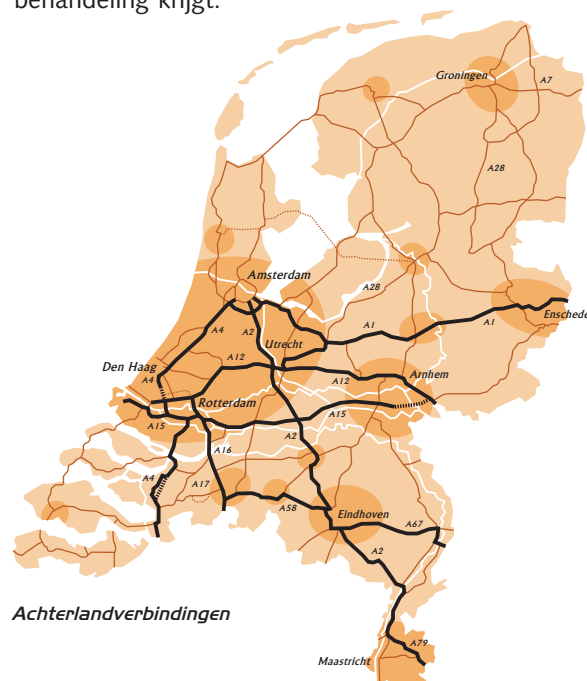 behandeling krijgt.
Groningen
A7
A28
Amsterdam
A28
A1
A1
Enschede
A4
A2
Utrecht
Den Haag
A12
A4
A12
Arnhem
Rotterdam
A15
A15
A2
A16
A4
A17
A58
Eindhoven
A67
A2
Achterlandverbindingen
A79
Maastricht